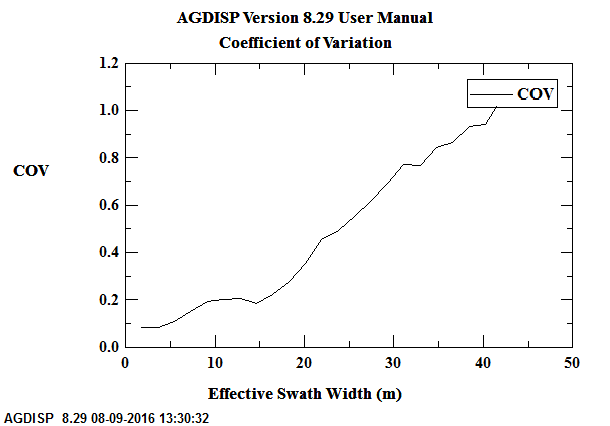 AGDISP Version 8.29 User Manual
Coefficient of Variation
1.2
COV
1.0
0.8
COV
0.6
0.4
0.2
0.0
0 10 20 30 40 50
Effective Swath Width (m)
AGDISP 8.29 08-09-2016 13:30:32